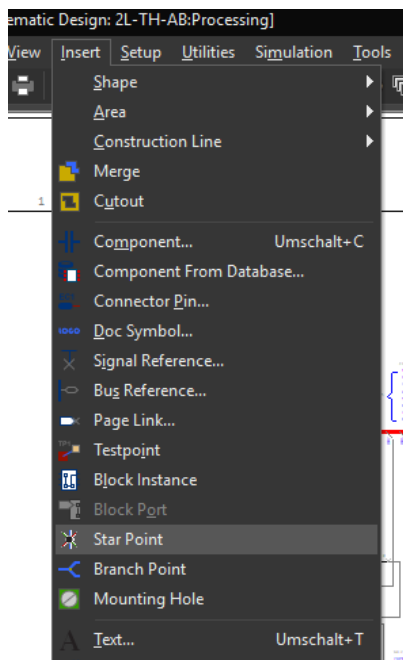 ematic Design: 2L-TH-AB:Processing]
View Insert Setup Utilities Simulation Tools
Shape
Area
Construction Line
Merge
1
Cutout
Component... Umschalt+C
Component From Database...
Connector Pin...
LOGO Doc Symbol...
Signal Reference...
Bus Reference...
Page Link...
Testpoint
Block Instance
Block Port
Star Point
Branch Point
Mounting Hole
A Text... Umschalt+T